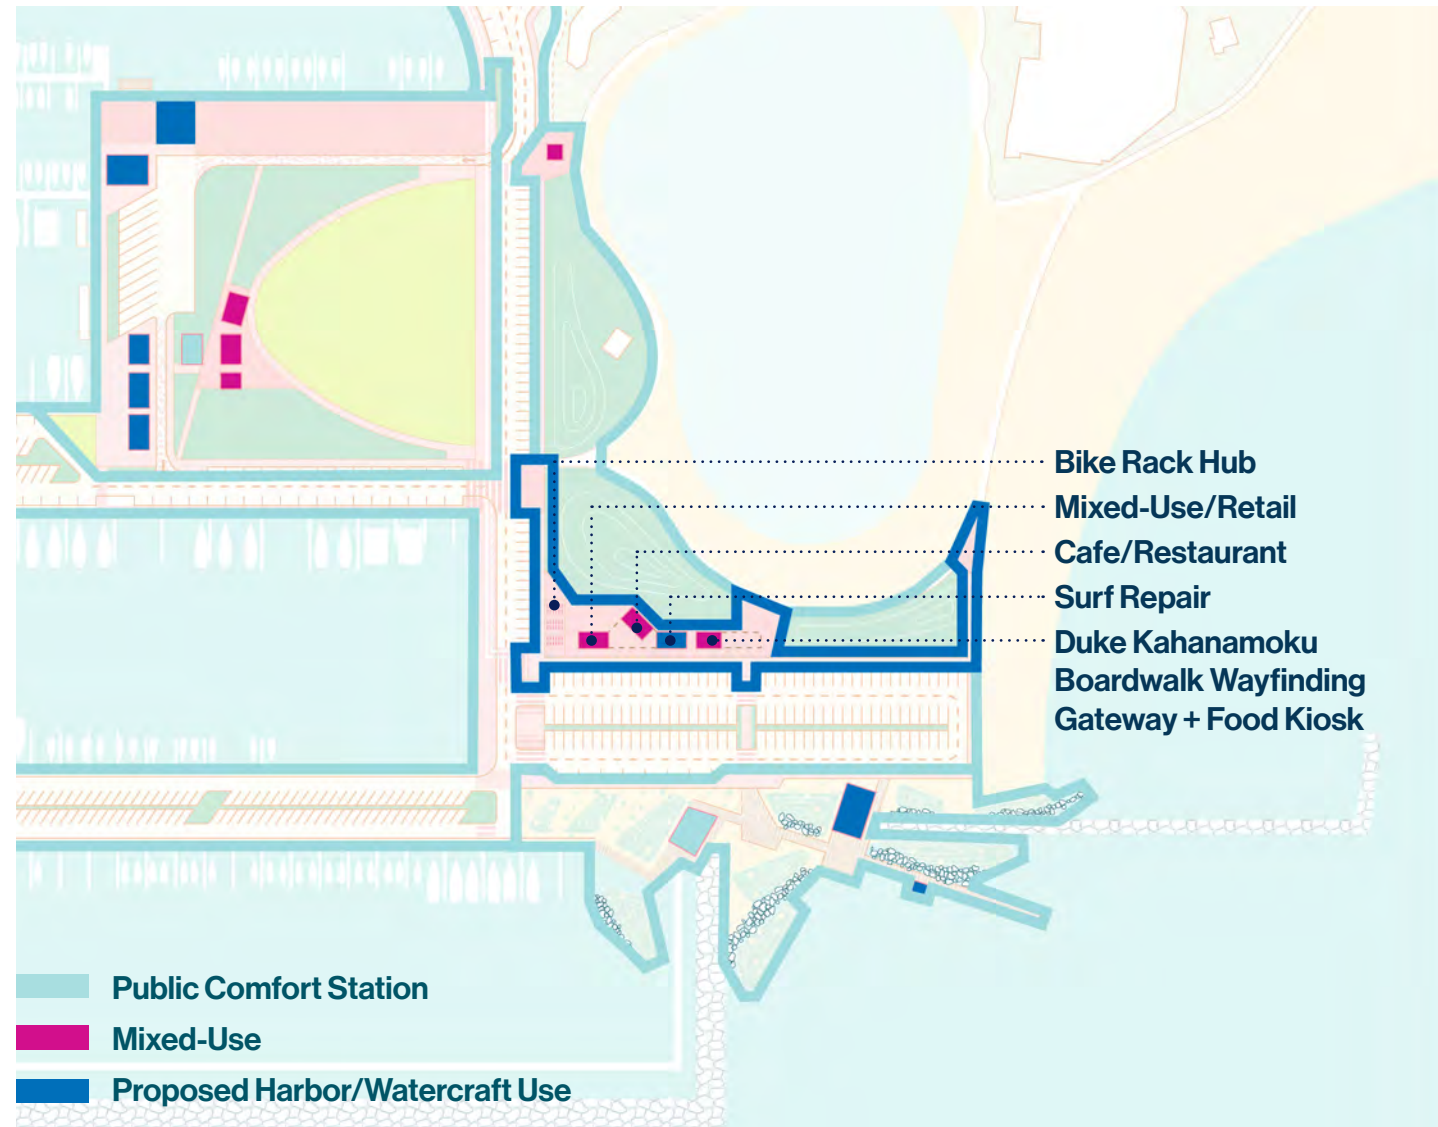 Bike Rack Hub
Mixed-Use/Retail
Cafe/Restaurant
Surf Repair
Duke Kahanamoku
Boardwalk Wayfinding
Gateway + Food Kiosk
Public Comfort Station
Mixed-Use
Proposed Harbor/Watercraft Use